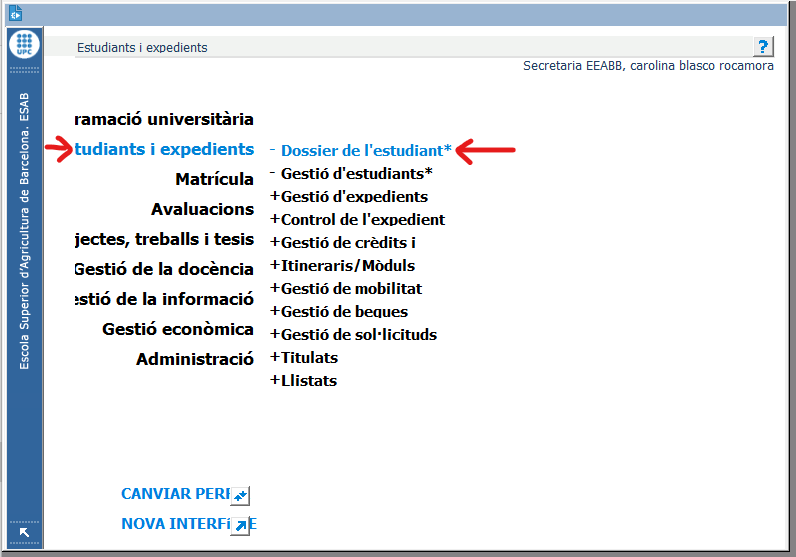 Estudiants i expedients
?
Secretaria EEABB, carolina blasco rocamora
UPC
Escola Superior d'Agricultura de Barcelona. ESAB
ramació universitària
tudiants i expedients
Matrícula
Avaluacions
jectes, treballs i tesis
Gestió de la docència
estió de la informació
Gestió econòmica
Administració
- Dossier de l'estudiant*
- Gestió d'estudiants*
+Gestió d'expedients
+Control de l'expedient
+Gestió de crèdits i
+Itineraris/Mòduls
+Gestió de mobilitat
+Gestió de beques
+Gestió de sol·licituds
+Titulats
+Llistats
CANVIAR
NOVA